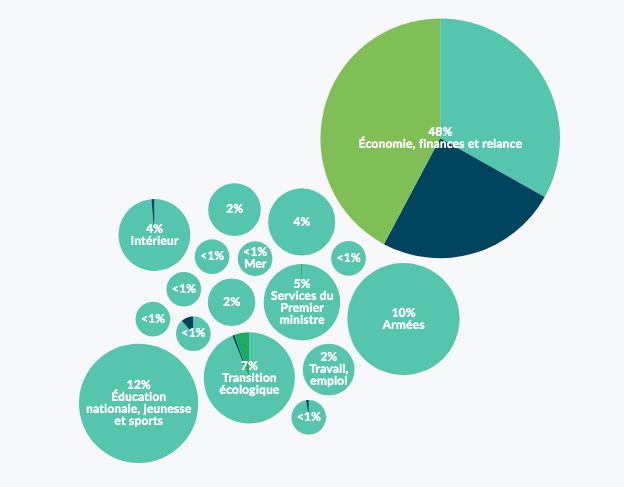 48%
Économie, finances et relance
2%
4%
4%
Intérieur
<1%
<1%
Mer
<1%
<1%
2%
5%
Services du
Premier
ministre
10%
Armées
<1%
<1%
7%
Transition
écologique
2%
Travail,
emploi
12%
Éducation
nationale, jeunesse
et sports
<1%